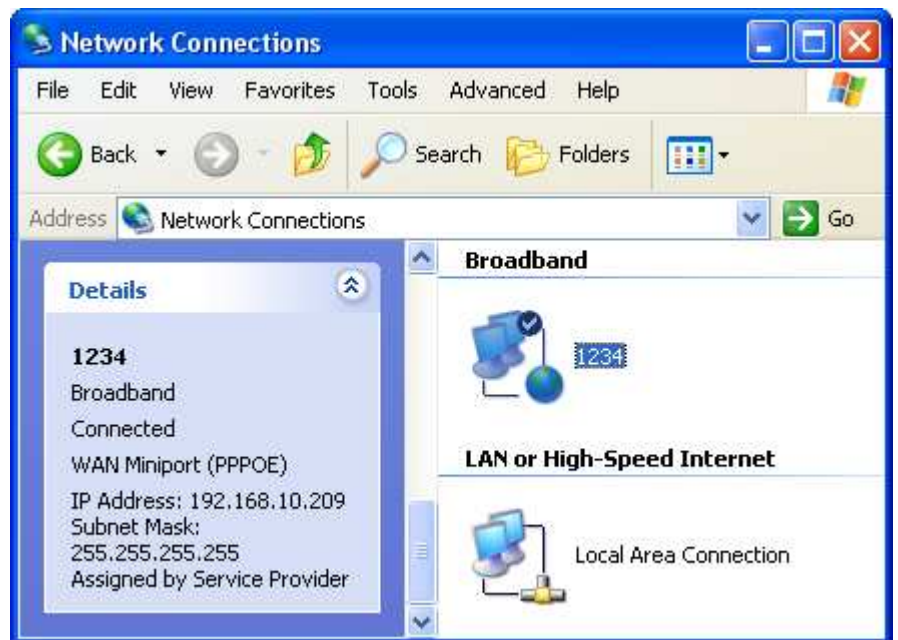 Network Connections
File Edit View Favorites Tools Advanced Help
Back Search Folders
Address Network Connections Go
Details
1234
Broadband
Connected
WAN Miniport (PPPOE)
IP Address: 192.168.10.209
Subnet Mask:
255.255.255.255
Assigned by Service Provider
Broadband
1234
LAN or High-Speed Internet
Local Area Connection